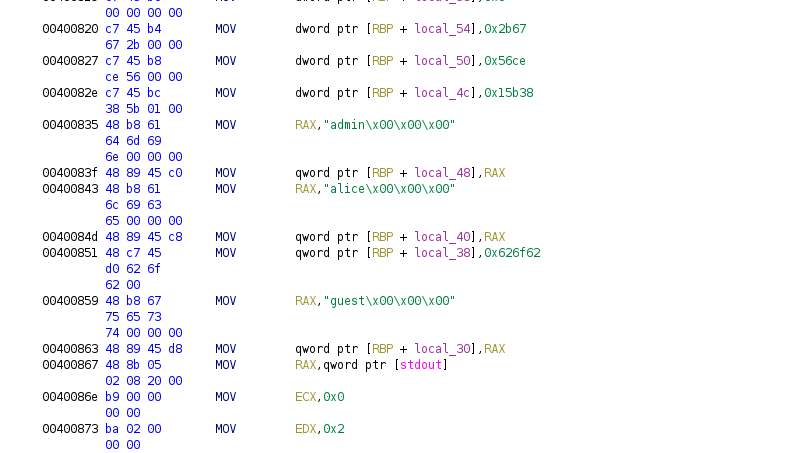 00 00 00 00
00400820 c7 45 b4 MOV dword ptr [RBP + local_54],0x2b67
67 2b 00 00
00400827 c7 45 b8 MOV dword ptr [RBP + local_50],0x56ce
ce 56 00 00
0040082e c7 45 bc MOV dword ptr [RBP + local_4c],0x15b38
38 5b 01 00
00400835 48 b8 61 MOV RAX,"admin\x00\x00\x00"
64 6d 69
6e 00 00 00
0040083f 48 89 45 c0 MOV qword ptr [RBP + local_48],RAX
00400843 48 b8 61 MOV RAX,"alice\x00\x00\x00"
6c 69 63
65 00 00 00
0040084d 48 89 45 c8 MOV qword ptr [RBP + local_40],RAX
00400851 48 c7 45 MOV qword ptr [RBP + local_38],0x626f62
d0 62 6f
62 00
00400859 48 b8 67 MOV RAX,"guest\x00\x00\x00"
75 65 73
74 00 00 00
00400863 48 89 45 d8 MOV qword ptr [RBP + local_30],RAX
00400867 48 8b 05 MOV RAX,qword ptr [stdout]
02 08 20 00
0040086e b9 00 00 MOV ECX,0x0
00 00
00400873 ba 02 00 MOV EDX,0x2
00 00